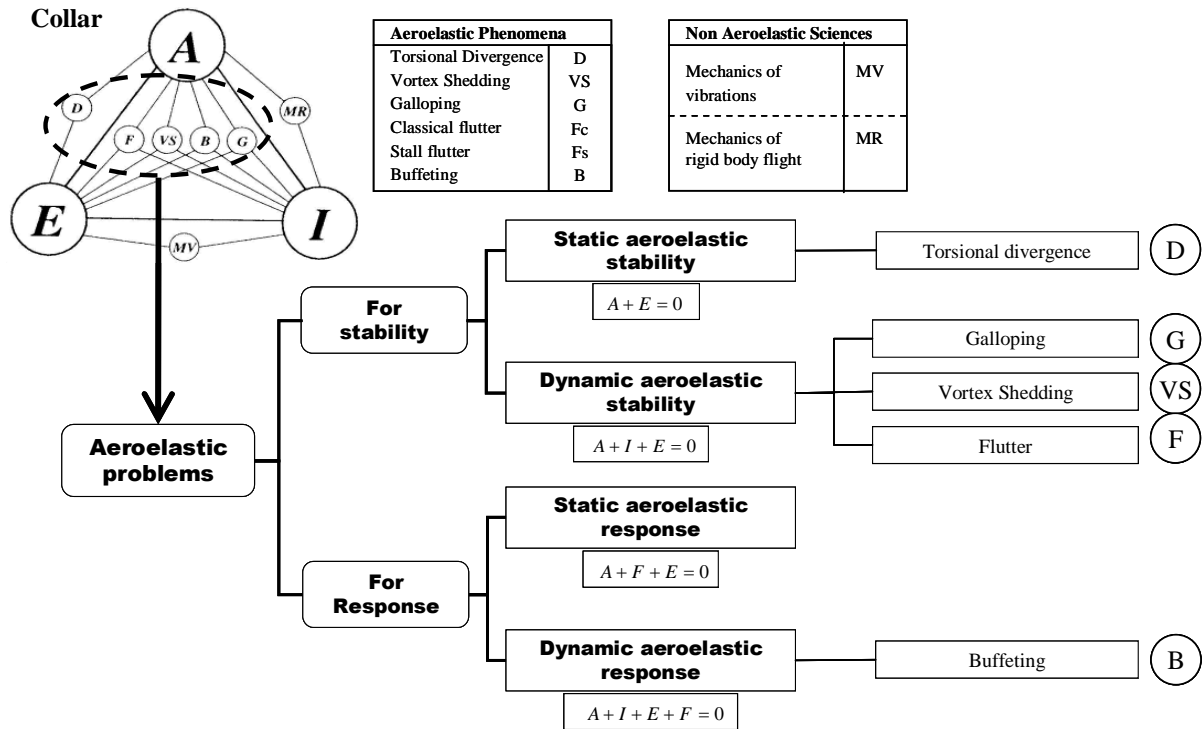 Collar
A
D
MR
F VS B G
E
I
MV
Aeroelastic Phenomena
Torsional Divergence D
Vortex Shedding VS
Galloping G
Classical flutter Fc
Stall flutter Fs
Buffeting B
Non Aeroelastic Sciences
Mechanics of MV
vibrations
Mechanics of MR
rigid body flight
Static aeroelastic
stability
A + E = 0
Torsional divergence
D
For
stability
Dynamic aeroelastic
stability
A + I + E = 0
Galloping
G
Vortex Shedding
VS
Flutter
F
Aeroelastic
problems
Static aeroelastic
response
A + F + E = 0
For
Response
Dynamic aeroelastic
response
A + I + E + F = 0
Buffeting
B